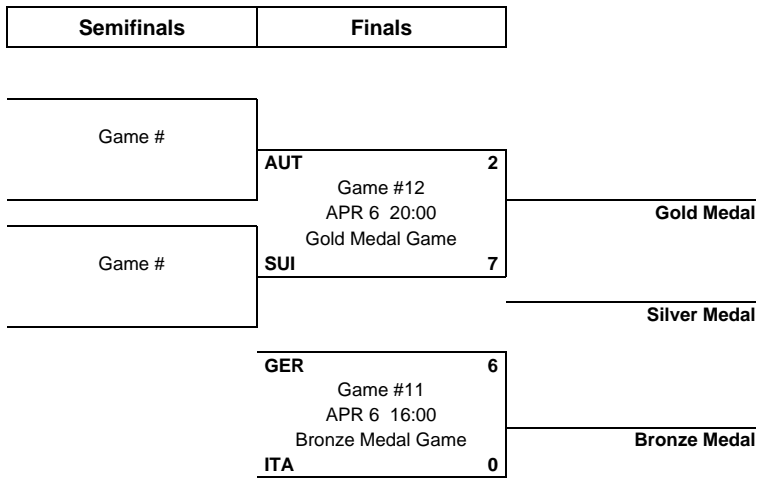 Semifinals Finals
Game #
AUT 2
Game #12
APR 6 20:00
Gold Medal
Gold Medal Game
Game #
SUI 7
Silver Medal
GER 6
Game #11
APR 6 16:00
Bronze Medal Game
Bronze Medal
ITA 0